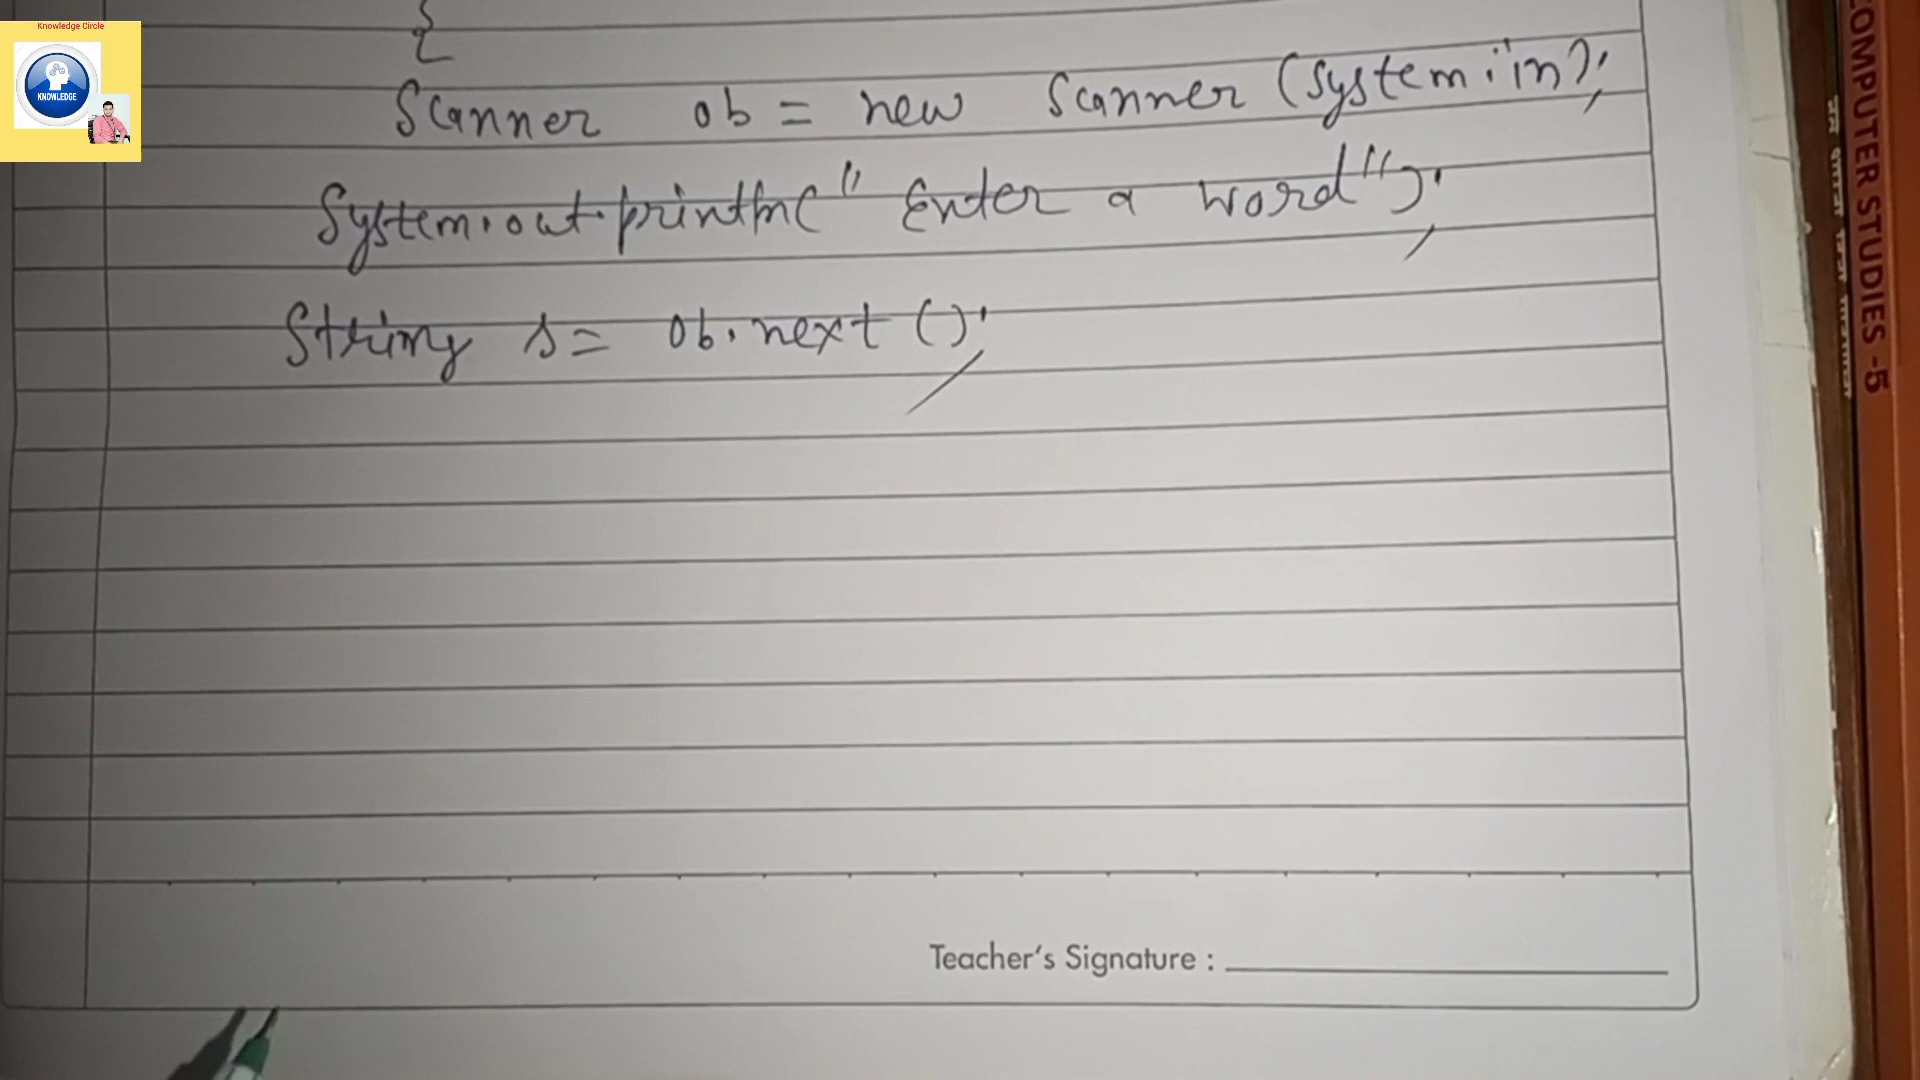 Knowledge Circle
KNOWLEDGE
{
Scanner ob = new Scanner (System.in);
System.out.println(" Enter a word");
String s = ob.next ();
Teacher's Signature :
COMPUTER STUDIES -5